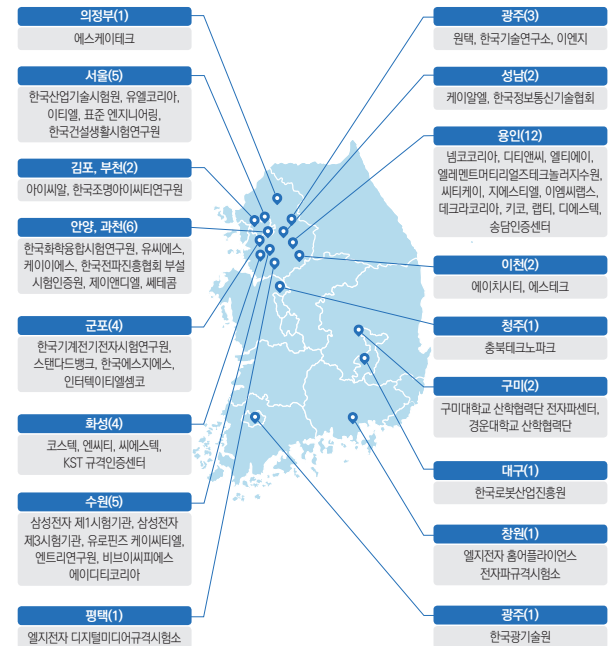 의정부(1)
에스케이테크
서울(5)
한국산업기술시험원, 유엘코리아,
이티엘, 표준 엔지니어링,
한국건설생활시험연구원
김포, 부천(2)
아이씨알, 한국조명아이씨티연구원
안양, 과천(6)
한국화학융합시험연구원, 유씨에스,
케이이에스, 한국전파진흥협회 부설
시험인증원, 제이앤디엘, 쎄테콤
군포(4)
한국기계전기전자시험연구원,
스탠다드뱅크, 한국에스지에스,
인터텍이티엘셈코
화성(4)
코스텍, 엔씨티, 씨에스텍,
KST 규격인증센터
수원(5)
삼성전자 제1시험기관, 삼성전자
제3시험기관, 유로핀즈 케이씨티엘,
엔트리연구원, 비브이씨피에스
에이디티코리아
평택(1)
엘지전자 디지털미디어규격시험소
광주(3)
원택, 한국기술연구소, 이엔지
성남(2)
케이알엘, 한국정보통신기술협회
용인(12)
넴코코리아, 디티앤씨, 엘티에이,
엘레멘트머티리얼즈테크놀러지수원,
씨티케이, 지에스티엘, 이엠씨랩스,
데크라코리아, 키코, 랩티, 디에스텍,
송담인증센터
이천(2)
에이치시티, 에스테크
청주(1)
충북테크노파크
구미(2)
구미대학교 산학협력단 전자파센터,
경운대학교 산학협력단
대구(1)
한국로봇산업진흥원
창원(1)
엘지전자 홈어플라이언스
전자파규격시험소
광주(1)
한국광기술원